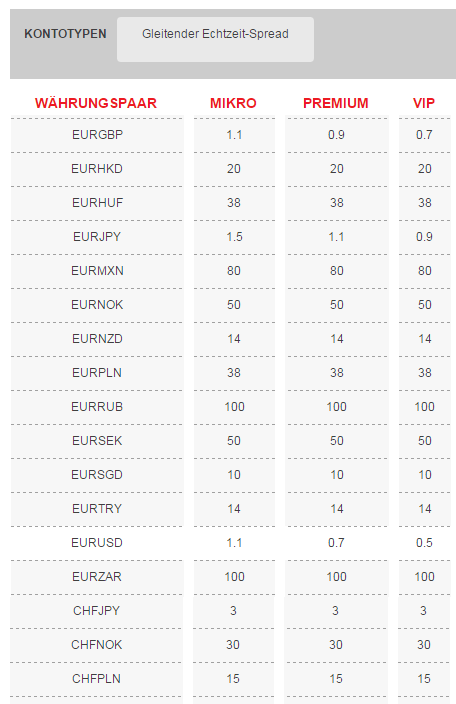 KONTOTYPEN Gleitender Echtzeit-Spread
WÄHRUNGSPAAR MIKRO PREMIUM VIP
EURGBP 1.1 0.9 0.7
EURHKD 20 20 20
EURHUF 38 38 38
EURJPY 1.5 1.1 0.9
EURMXN 80 80 80
EURNOK 50 50 50
EURNZD 14 14 14
EURPLN 38 38 38
EURRUB 100 100 100
EURSEK 50 50 50
EURSGD 10 10 10
EURTRY 14 14 14
EURUSD 1.1 0.7 0.5
EURZAR 100 100 100
CHFJPY 3 3 3
CHFNOK 30 30 30
CHFPLN 15 15 15